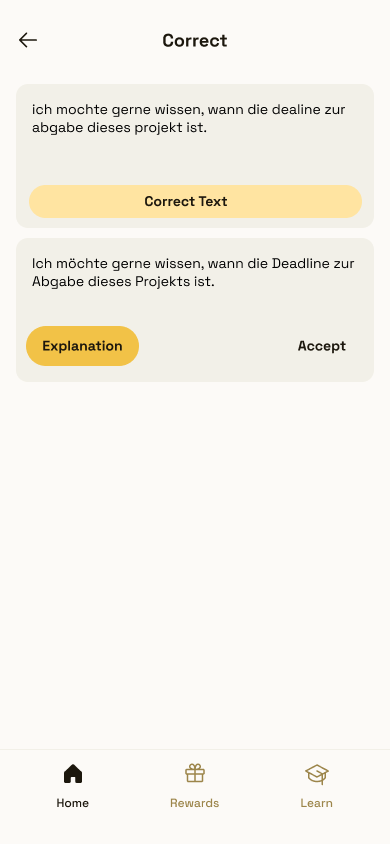 Correct
ich mochte gerne wissen, wann die dealine zur
abgabe dieses projekt ist.
Correct Text
Ich möchte gerne wissen, wann die Deadline zur
Abgabe dieses Projekts ist.
Explanation
Accept
Home
Rewards
Learn